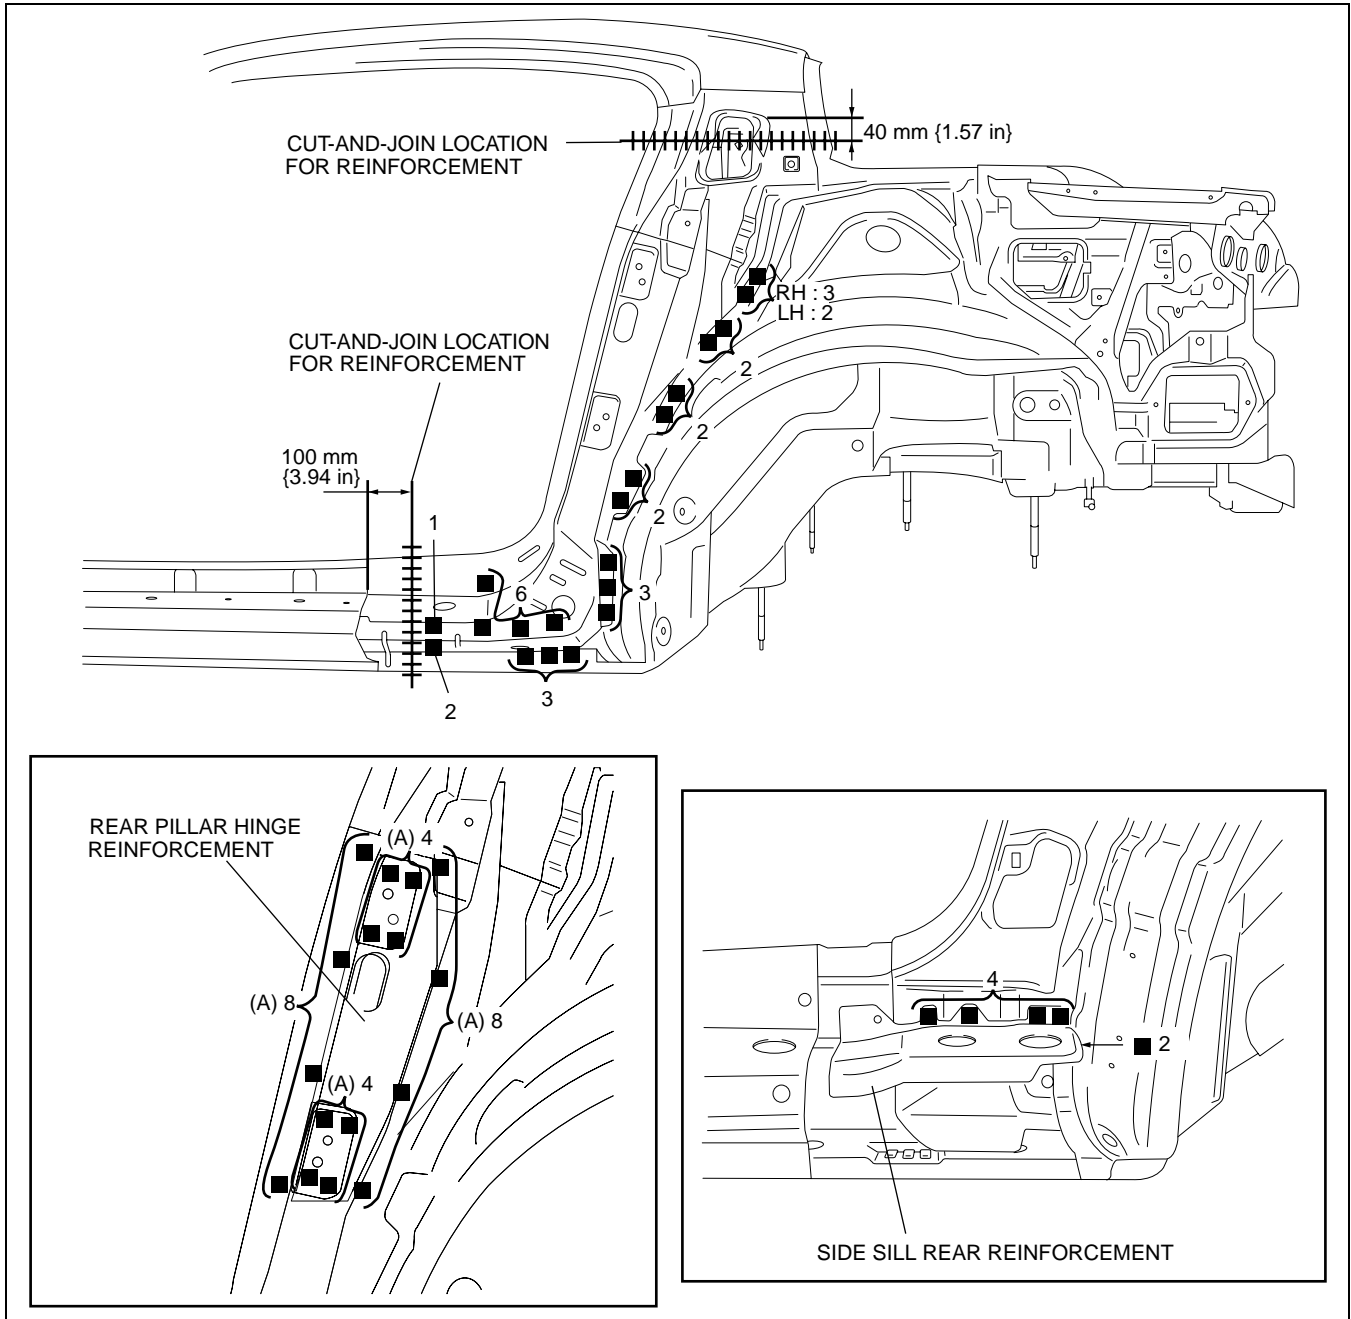 CUT-AND-JOIN LOCATION
FOR REINFORCEMENT
40 mm {1.57 in}
RH : 3
LH : 2
CUT-AND-JOIN LOCATION
FOR REINFORCEMENT
2
2
100 mm
{3.94 in}
2
1
6
3
3
2
REAR PILLAR HINGE
REINFORCEMENT
(A) 4
(A) 8
(A) 8
(A) 4
4
2
SIDE SILL REAR REINFORCEMENT